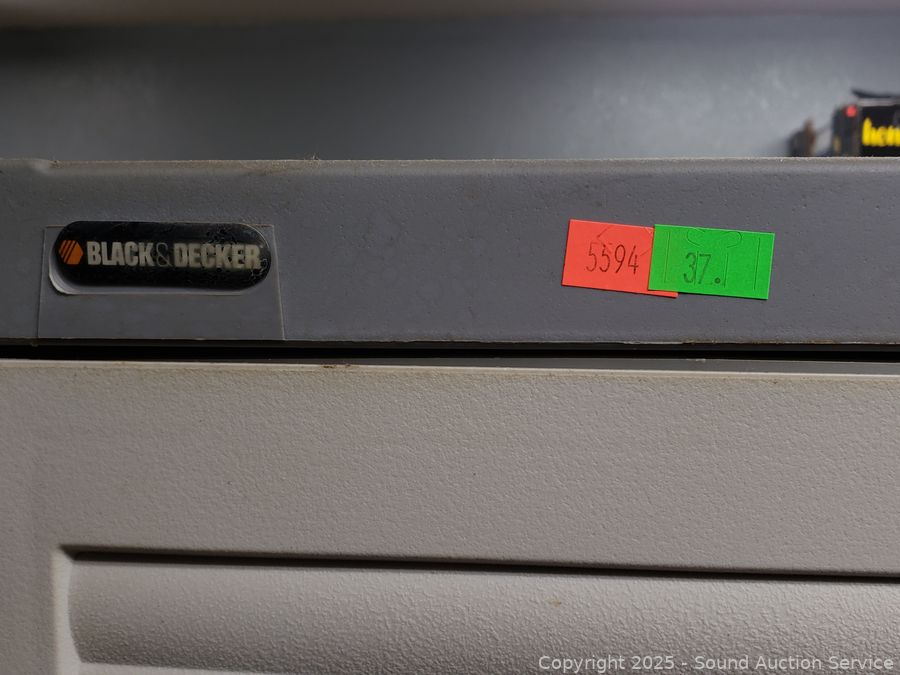 BLACK&DECKER
5594
37.
Copyright 2025 - Sound Auction Service